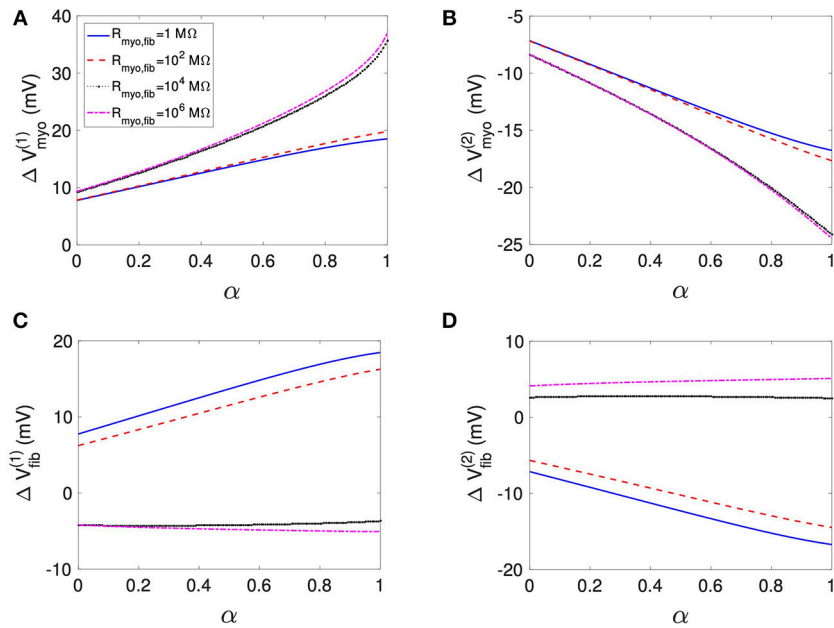 A
40
30
20
10
0
Δ V_myo^(1) (mV)
R_myo,fib=1 MΩ
R_myo,fib=10^2 MΩ
R_myo,fib=10^4 MΩ
R_myo,fib=10^6 MΩ
0 0.2 0.4 0.6 0.8 1
α
B
-5
-10
-15
-20
-25
Δ V_myo^(2) (mV)
0 0.2 0.4 0.6 0.8 1
α
C
20
10
0
-10
Δ V_fib^(1) (mV)
0 0.2 0.4 0.6 0.8 1
α
D
10
0
-10
-20
Δ V_fib^(2) (mV)
0 0.2 0.4 0.6 0.8 1
α